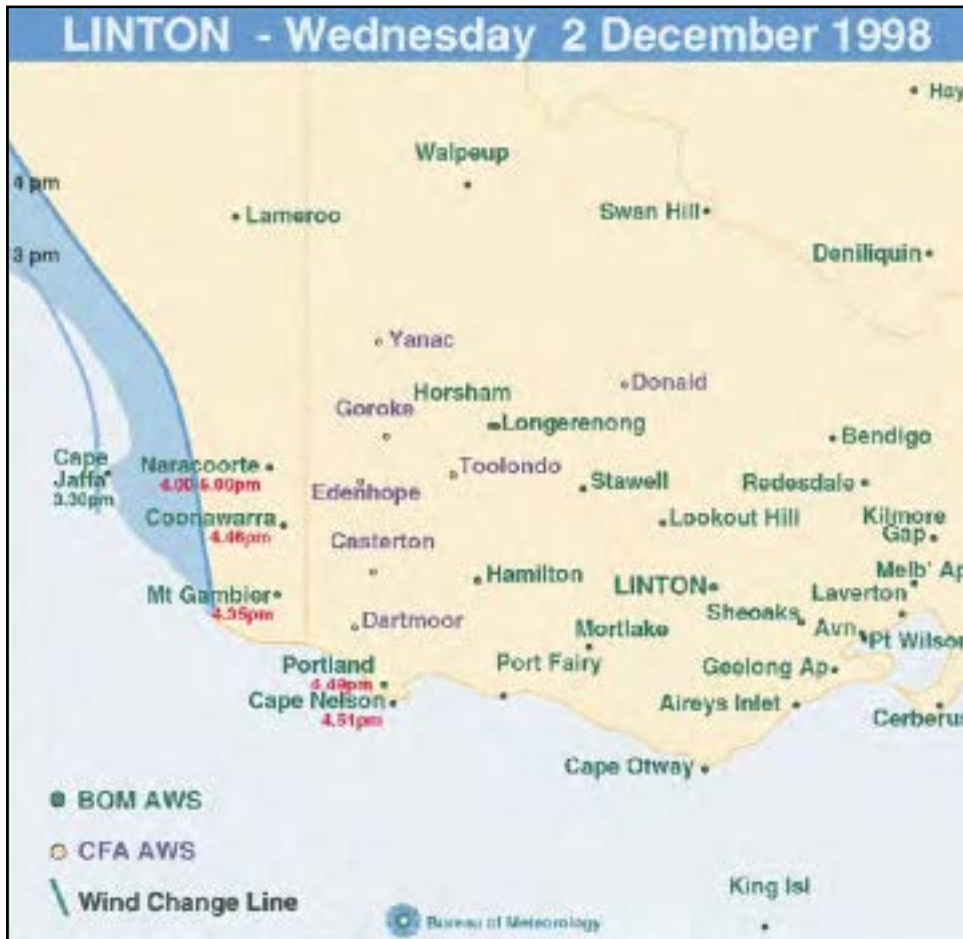 LINTON - Wednesday 2 December 1998
Hay
Walpeup
4 pm
Lameroo
Swan Hill
3 pm
Deniliquin
Yanac
Horsham
Donald
Goroke
Longerenong
Bendigo
Cape
Jaffa
3.30pm
Naracoorte
4.00-5.00pm
Edenhope
Toolondo
Stawell
Redesdale
Coonawarra
4.46pm
Casterton
Lookout Hill
Kilmore
Gap
Mt Gambier
4.35pm
Hamilton
LINTON
Melb' Ap
Laverton
Dartmoor
Mortlake
Sheoaks
Avn
Pt Wilson
Portland
4.49pm
Port Fairy
Geelong Ap
Cape Nelson
4.51pm
Aireys Inlet
Cerberus
Cape Otway
BOM AWS
CFA AWS
Wind Change Line
King Isl
Bureau of Meteorology